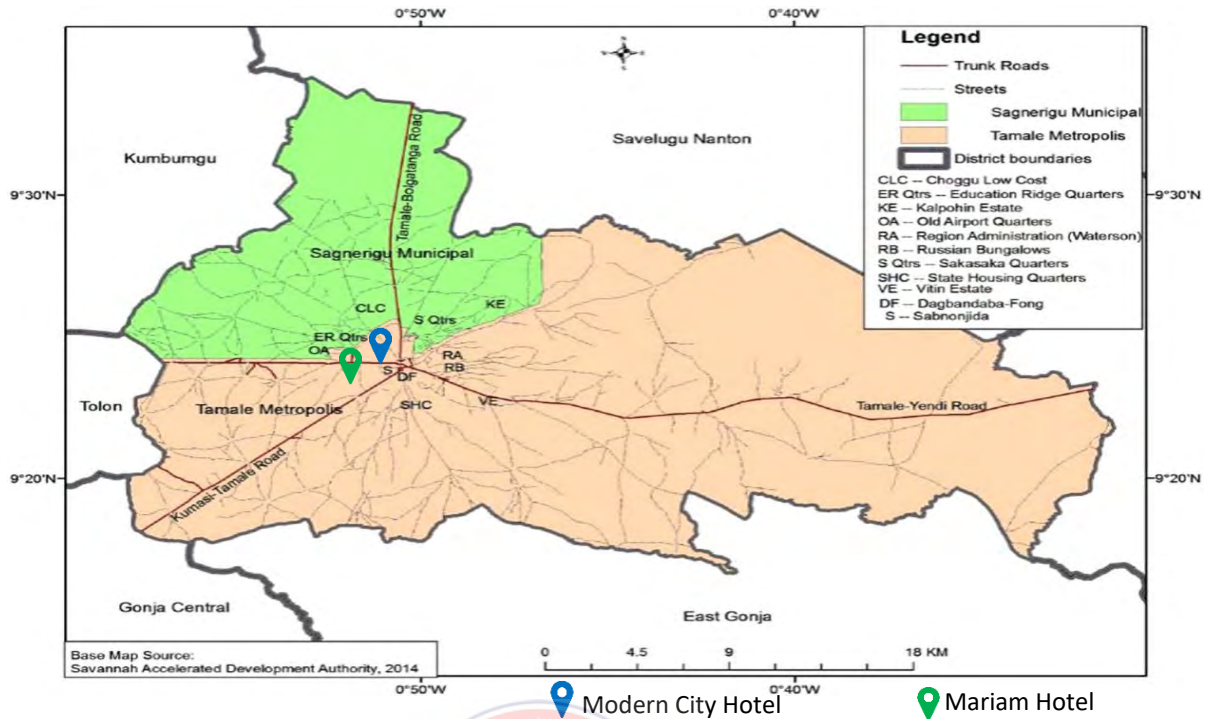 0°50'W
0°40'W
Legend
Trunk Roads
Streets
Sagnerigu Municipal
Tamale Metropolis
District boundaries
CLC -- Choggu Low Cost
ER Qtrs -- Education Ridge Quarters
KE -- Kalpohin Estate
OA -- Old Airport Quarters
RA -- Region Administration (Waterson)
RB -- Russian Bungalows
S Qtrs -- Sakasaka Quarters
SHC -- State Housing Quarters
VE -- Vitin Estate
DF -- Dagbandaba-Fong
S -- Sabnonjida
N
Kumbumgu
Savelugu Nanton
9°30'N
9°30'N
Tamale-Bolgatanga Road
Sagnerigu Municipal
CLC
KE
S Qtrs
ER Qtrs
OA
RA
RB
S
DF
Tolon
Tamale Metropolis
SHC
VE
Tamale-Yendi Road
Kumasi-Tamale Road
9°20'N
9°20'N
Gonja Central
East Gonja
Base Map Source:
Savannah Accelerated Development Authority, 2014
0 4.5 9 18 KM
0°50'W
0°40'W
Modern City Hotel
Mariam Hotel